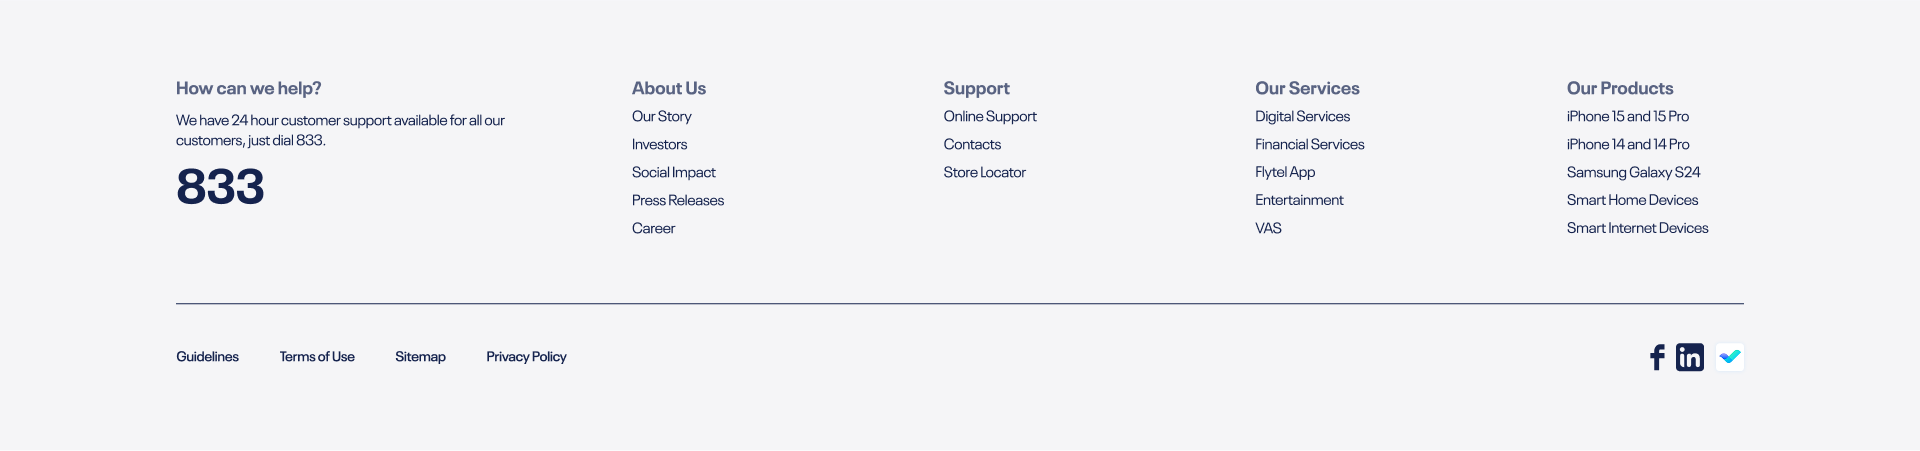 How can we help?
We have 24 hour customer support available for all our
customers, just dial 833.
833
About Us
Our Story
Investors
Social Impact
Press Releases
Career
Support
Online Support
Contacts
Store Locator
Our Services
Digital Services
Financial Services
Flytel App
Entertainment
VAS
Our Products
iPhone 15 and 15 Pro
iPhone 14 and 14 Pro
Samsung Galaxy S24
Smart Home Devices
Smart Internet Devices
Guidelines
Terms of Use
Sitemap
Privacy Policy
f
in